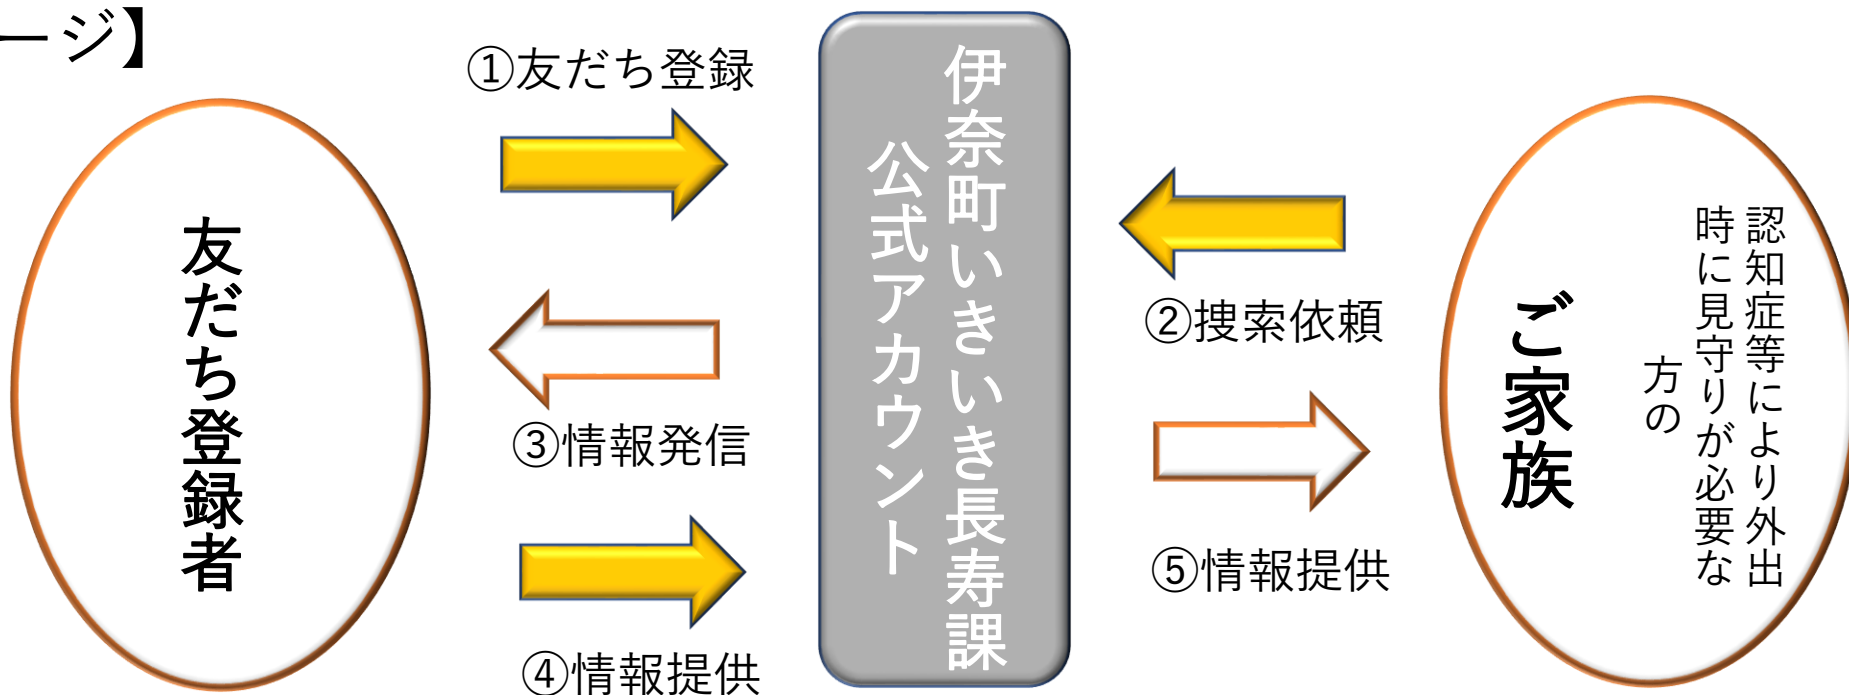 ージ】
①友だち登録
友だち登録者
③情報発信
④情報提供
伊奈町いきいき長寿課
公式アカウント
②捜索依頼
⑤情報提供
認知症等により外出
時に見守りが必要な
方の
ご家族